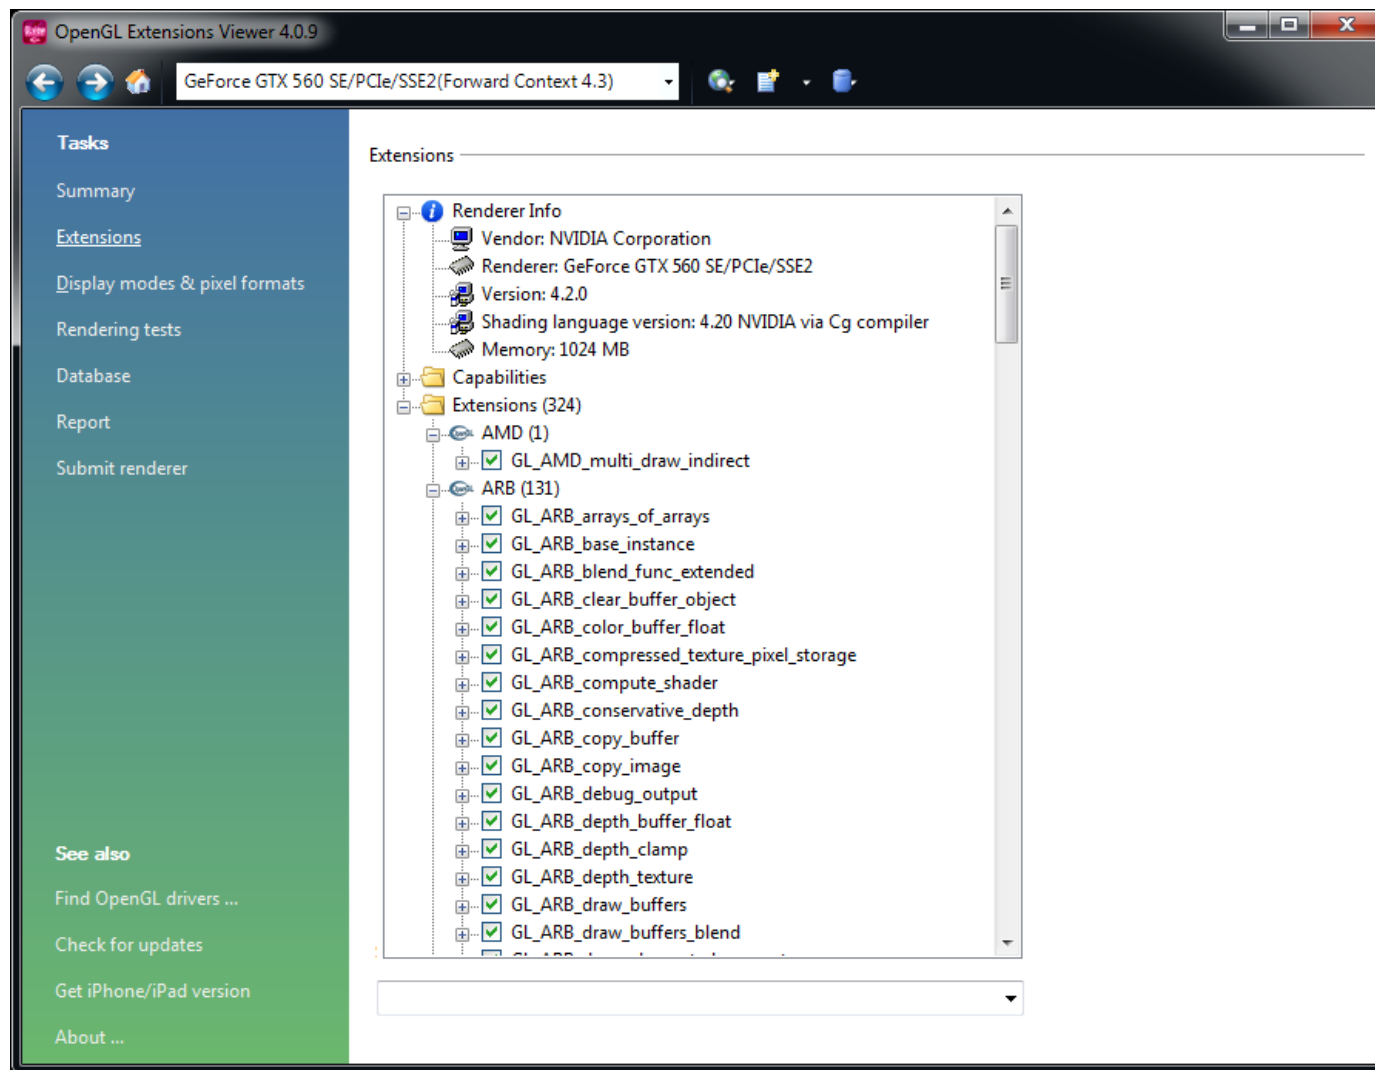 OpenGL Extensions Viewer 4.0.9
GeForce GTX 560 SE/PCIe/SSE2(Forward Context 4.3)
Tasks
Summary
Extensions
Display modes & pixel formats
Rendering tests
Database
Report
Submit renderer
See also
Find OpenGL drivers ...
Check for updates
Get iPhone/iPad version
About ...
Extensions
Renderer Info
Vendor: NVIDIA Corporation
Renderer: GeForce GTX 560 SE/PCIe/SSE2
Version: 4.2.0
Shading language version: 4.20 NVIDIA via Cg compiler
Memory: 1024 MB
Capabilities
Extensions (324)
AMD (1)
GL_AMD_multi_draw_indirect
ARB (131)
GL_ARB_arrays_of_arrays
GL_ARB_base_instance
GL_ARB_blend_func_extended
GL_ARB_clear_buffer_object
GL_ARB_color_buffer_float
GL_ARB_compressed_texture_pixel_storage
GL_ARB_compute_shader
GL_ARB_conservative_depth
GL_ARB_copy_buffer
GL_ARB_copy_image
GL_ARB_debug_output
GL_ARB_depth_buffer_float
GL_ARB_depth_clamp
GL_ARB_depth_texture
GL_ARB_draw_buffers
GL_ARB_draw_buffers_blend